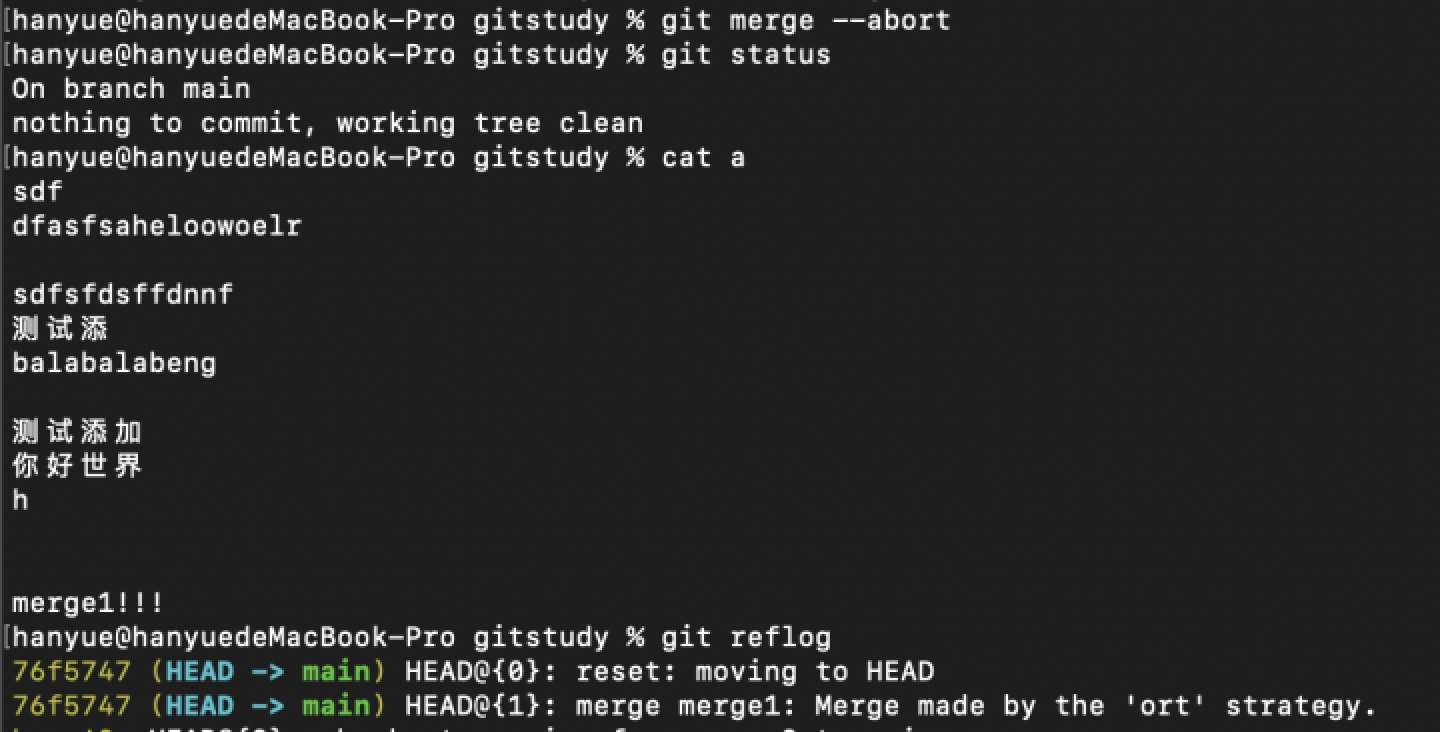 [hanyue@hanyuedeMacBook-Pro gitstudy % git merge --abort
[hanyue@hanyuedeMacBook-Pro gitstudy % git status
On branch main
nothing to commit, working tree clean
[hanyue@hanyuedeMacBook-Pro gitstudy % cat a
sdf
dfasfsaheloowoelr
sdfsfdsffdnnf
测试添
balabalabeng
测试添加
你好世界
h
merge1!!!
[hanyue@hanyuedeMacBook-Pro gitstudy % git reflog
76f5747 (HEAD -> main) HEAD@{0}: reset: moving to HEAD
76f5747 (HEAD -> main) HEAD@{1}: merge merge1: Merge made by the 'ort' strategy.